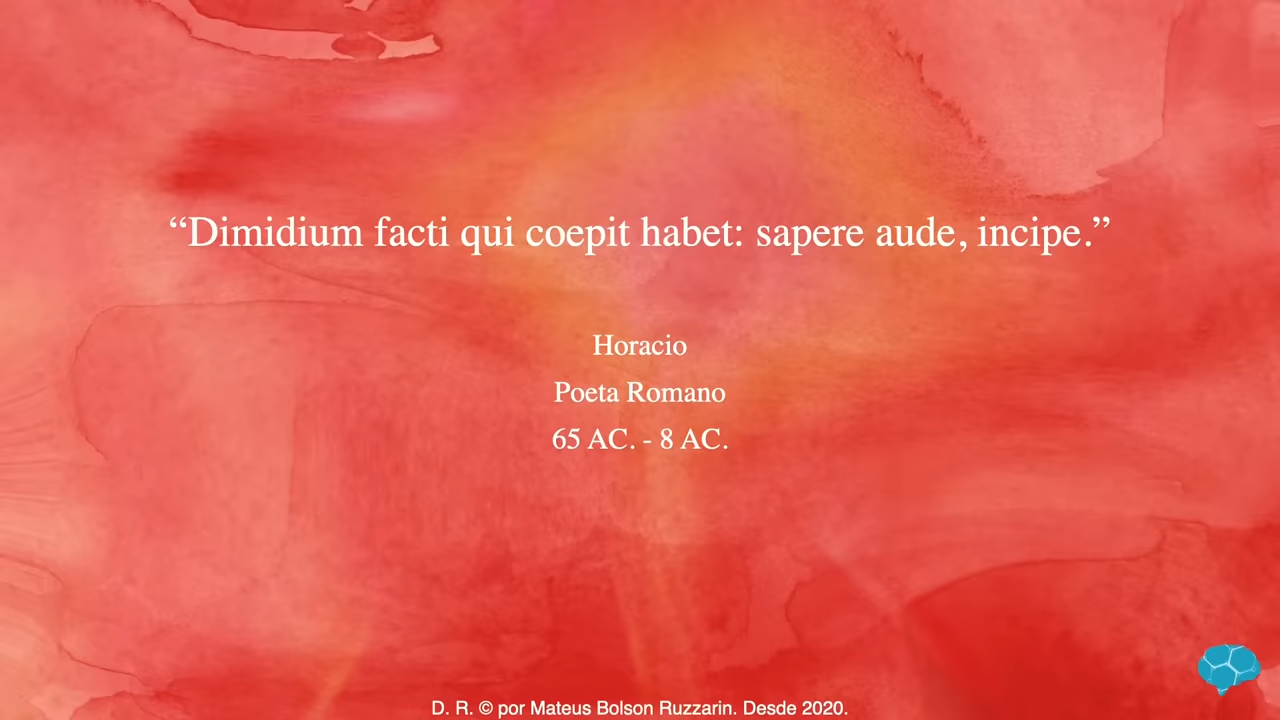 “Dimidium facti qui coepit habet: sapere aude, incipe.”
Horacio
Poeta Romano
65 AC. - 8 AC.
D. R. © por Mateus Bolson Ruzzarin. Desde 2020.